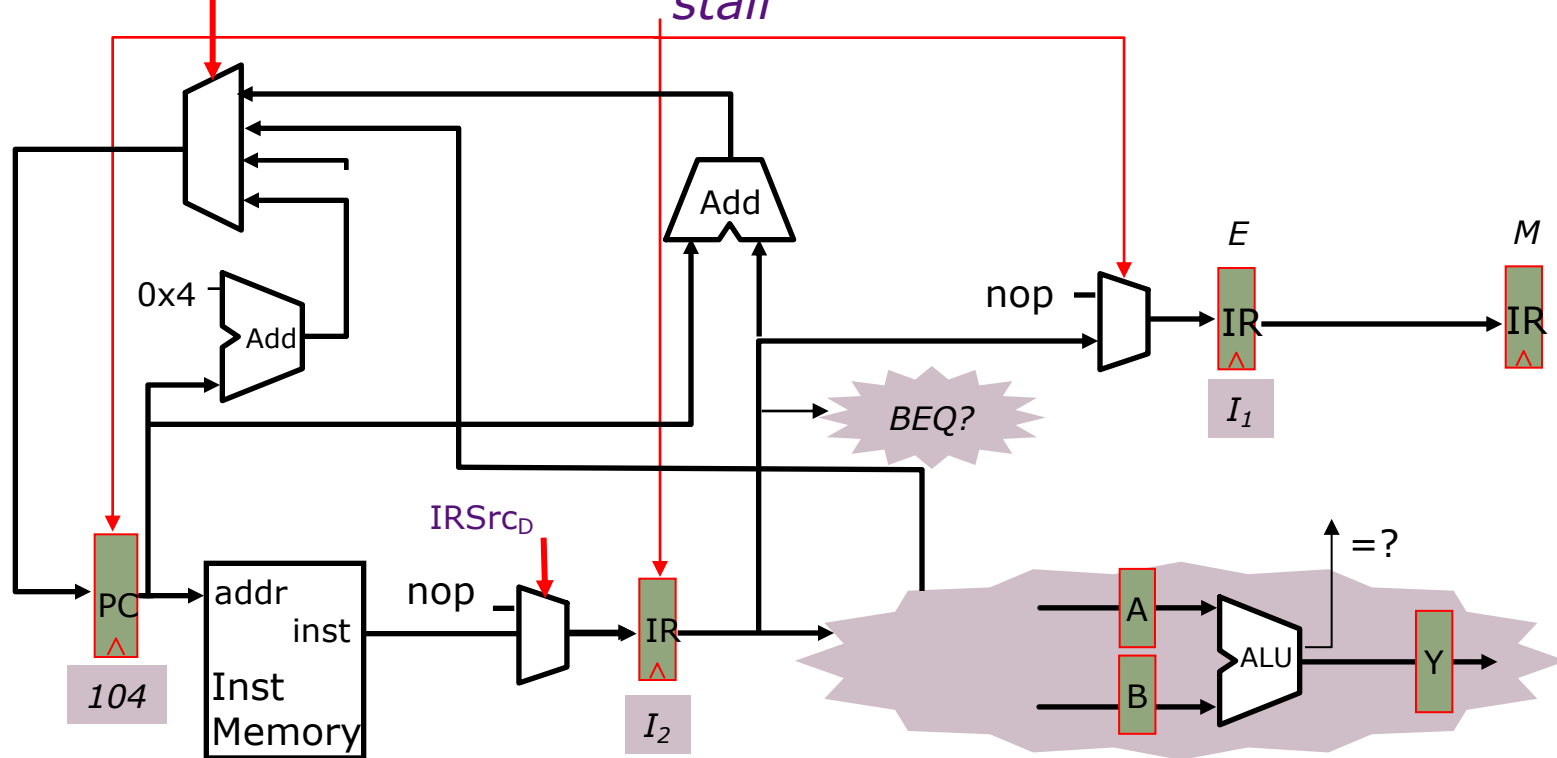 stall
Add
E
M
0x4
Add
nop
IR
IR
BEQ?
I1
IRSrcD
=?
PC
addr
nop
A
inst
IR
ALU
Y
Inst
Memory
B
104
I2